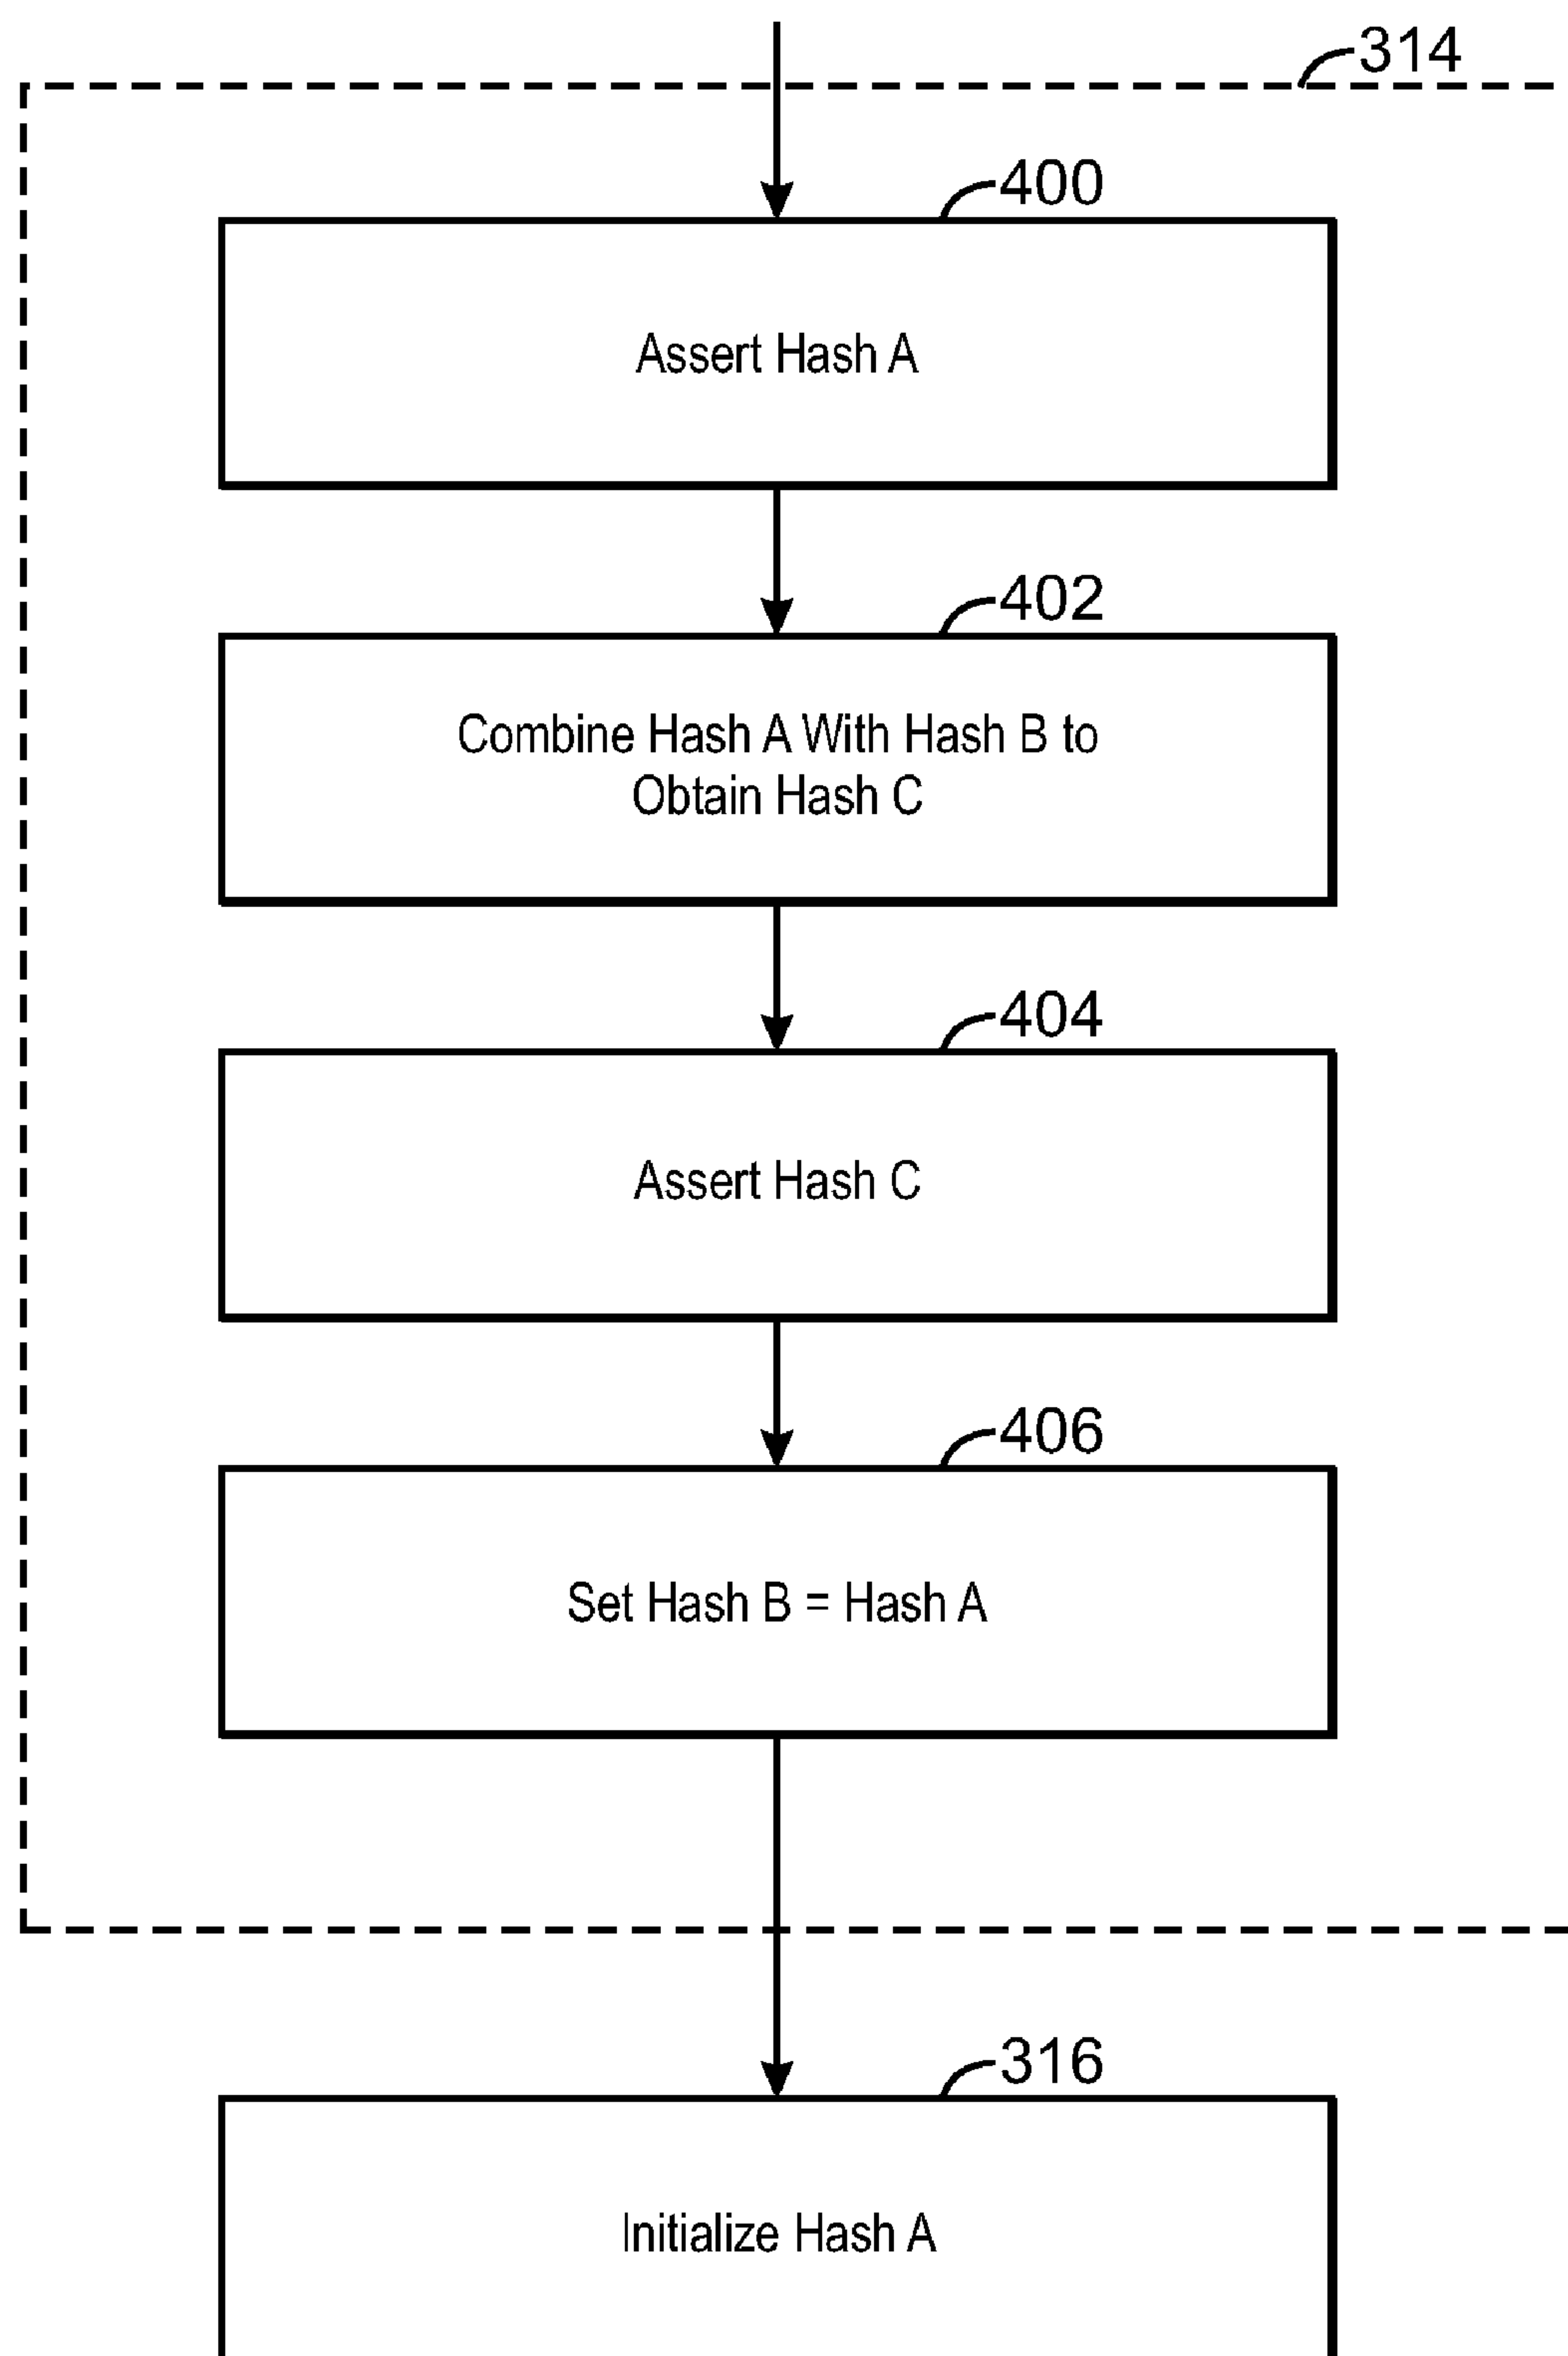 314
400
Assert Hash A
402
Combine Hash A With Hash B to
Obtain Hash C
404
Assert Hash C
406
Set Hash B = Hash A
316
Initialize Hash A